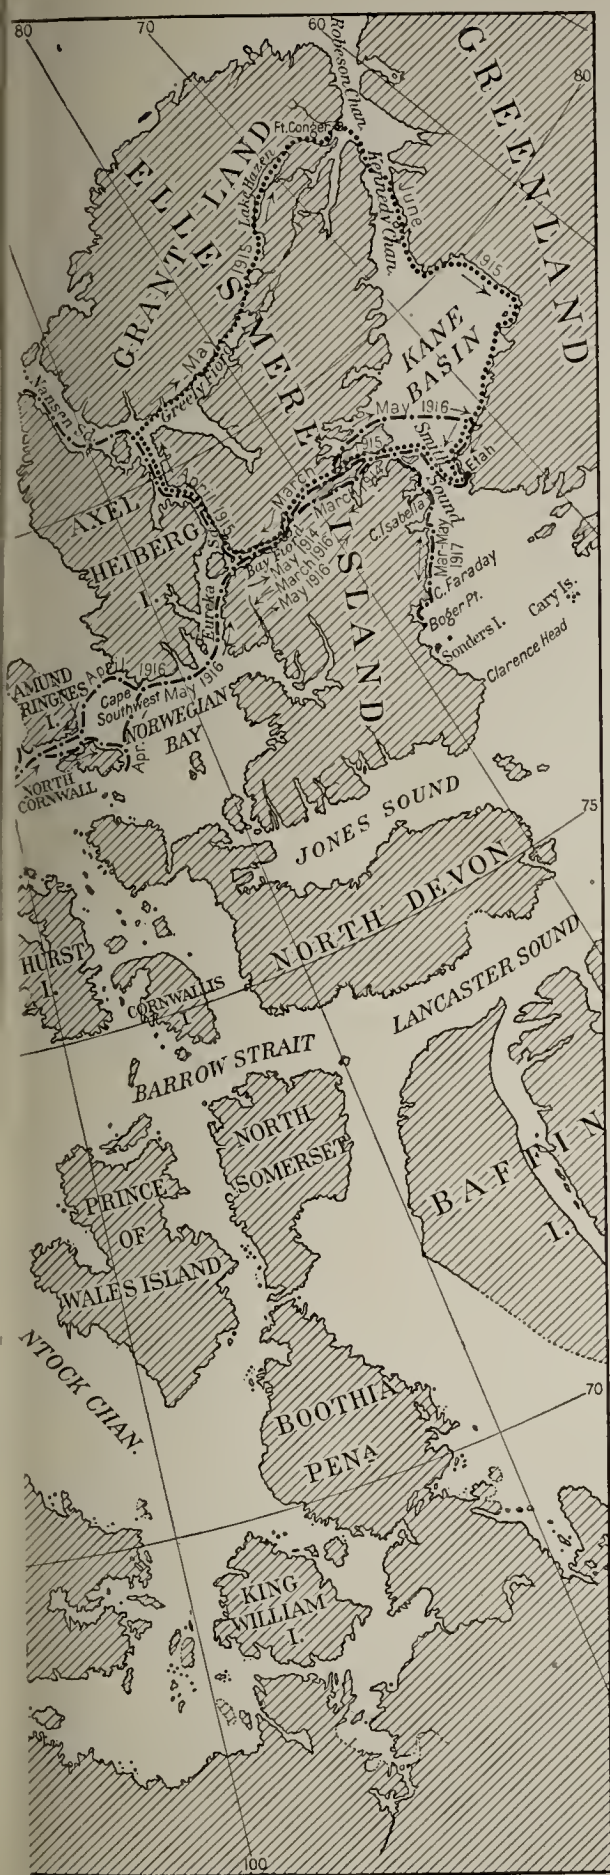 80
70
60
80
Robeson Chan.
GREENLAND
Ft. Conger
ELLESMERE
ISLAND
GRANT LAND
Lake Hazen
Kennedy Chan.
June
1915
1915
KANE
BASIN
May
Greely Fiord
Nansen Sd.
May 1916
Smith
Sound
Etah
915
March
March
April 1915
AXEL
HEIBERG
I.
Bay Fiord
May 1914
March 1916
May 1916
C. Isabella
Mar-May
1917
C. Faraday
Boger Pt.
Sonders I.
Cary Is.
Clarence Head
Eureka
AMUND
RINGNES
I.
April 1916
Cape
Southwest
May 1916
NORWEGIAN
BAY
Apr.
NORTH
CORNWALL
JONES SOUND
75
NORTH DEVON
HURST
I.
CORNWALLIS
I.
LANCASTER SOUND
BARROW STRAIT
NORTH
SOMERSET
BAFFIN
I.
PRINCE
OF
WALES ISLAND
NTOCK CHAN.
70
BOOTHIA
PENA
KING
WILLIAM
I.
100